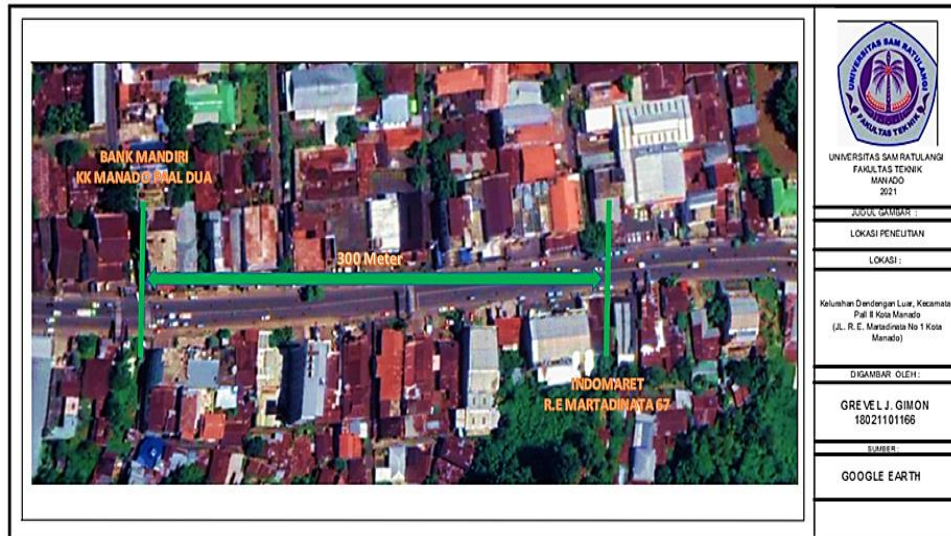 BANK MANDIRI
KK MANADO PAAL DUA
300 Meter
INDOMARET
R.E MARTADINATA 67
UNIVERSITAS SAM RATULANGI
FAKULTAS TEKNIK
UNIVERSITAS SAM RATULANGI
FAKULTAS TEKNIK
MANADO
2021
JUDUL GAMBAR :
LOKASI PENELITIAN
LOKASI :
Kelurahan Dendengan Luar, Kecamata
Pall II Kota Manado
(JL. R. E. Martadinata No 1 Kota
Manado)
DIGAMBAR OLEH :
GREVEL J. GIMON
18021101166
SUMBER :
GOOGLE EARTH